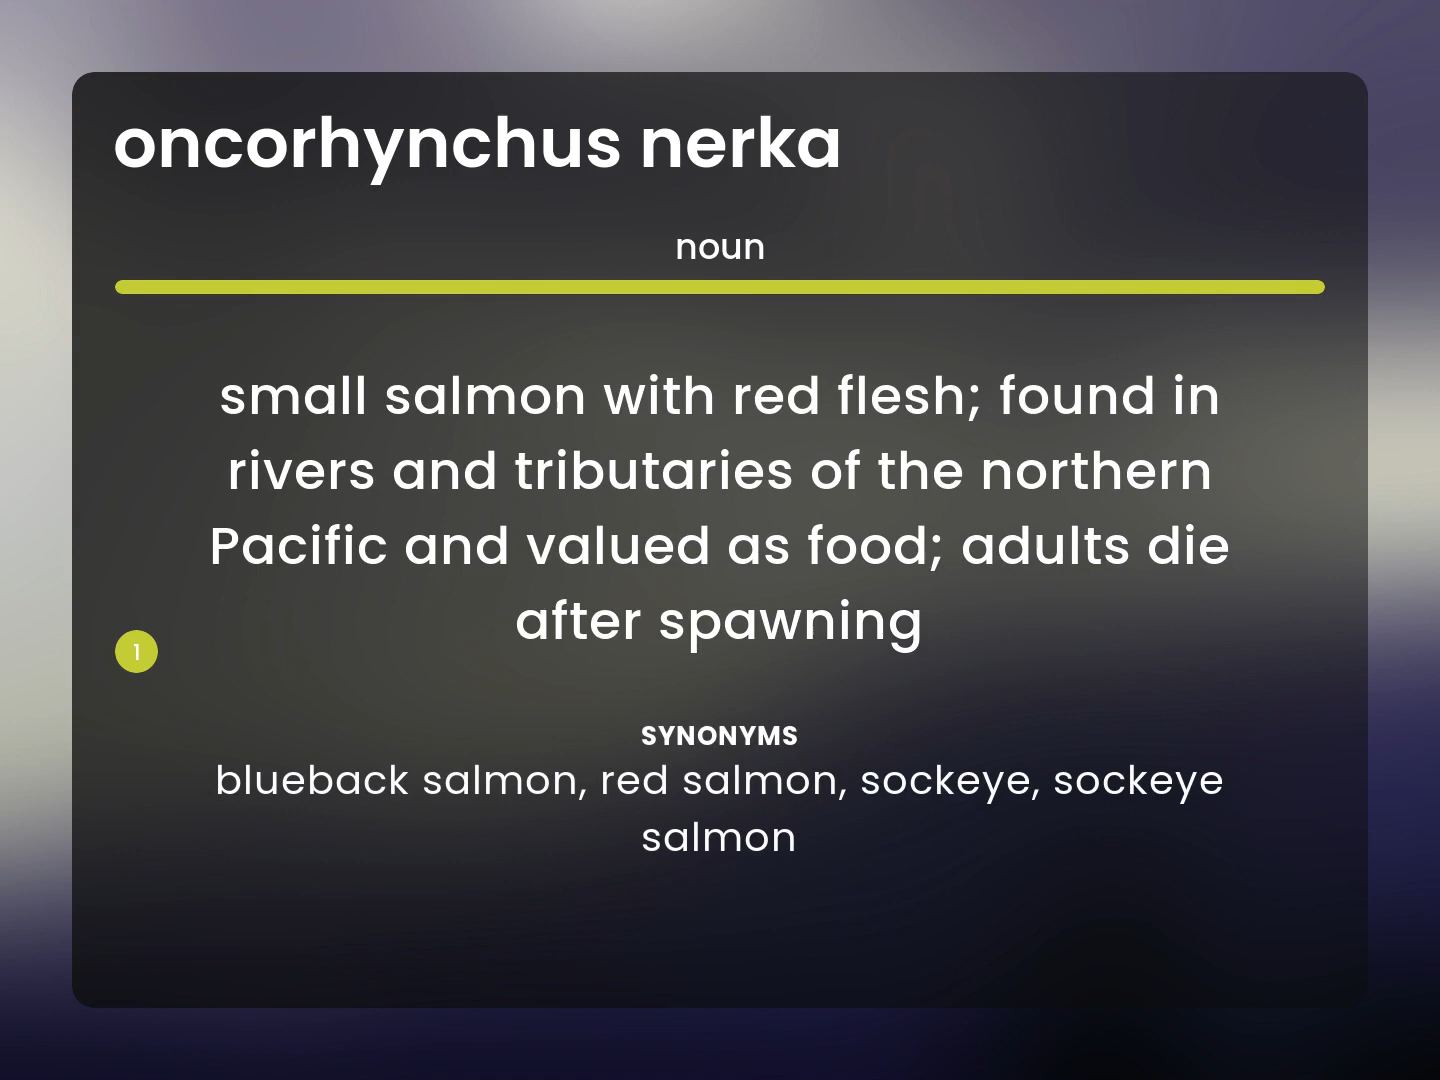 oncorhynchus nerka
noun
small salmon with red flesh; found in
rivers and tributaries of the northern
Pacific and valued as food; adults die
after spawning
1
SYNONYMS
blueback salmon, red salmon, sockeye, sockeye
salmon